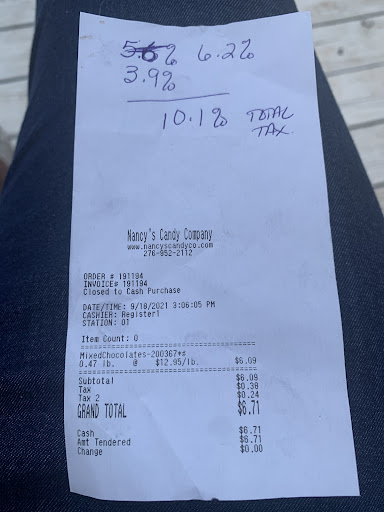 5.6% 6.2%
3.9%
10.1% TOTAL
TAX.
Nancy's Candy Company
www.nancyscandyco.com
276-952-2112
ORDER # 191194
INVOICE# 191194
Closed to Cash Purchase
DATE/TIME: 9/18/2021 3:06:05 PM
CASHIER: Register1
STATION: 01
Item Count: 0
MixedChocolates-200367*#
0.47 lb. @ $12.95/lb. $6.09
Subtotal $6.09
Tax $0.38
Tax 2 $0.24
GRAND TOTAL $6.71
Cash $6.71
Amt Tendered $6.71
Change $0.00